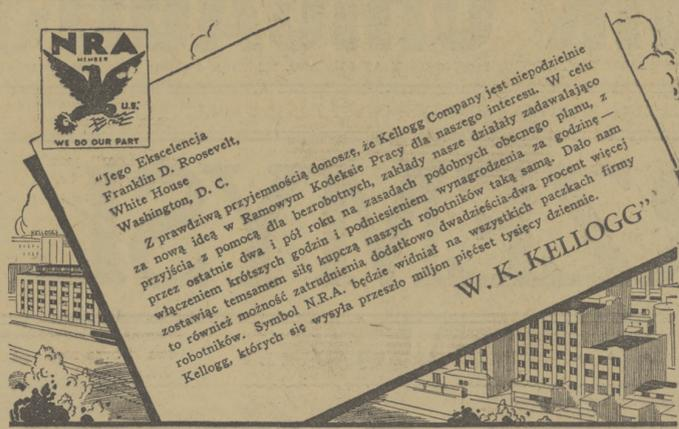 NRA
MEMBER
U.S.
WE DO OUR PART
"Jego Ekscelencja
Franklin D. Roosevelt,
White House
Washington, D. C.
Z prawdziwą przyjemnością donoszę, że Kellogg Company jest niepodzielnie
za nową ideą w Ramowym Kodeksie Pracy dla naszego interesu. W celu
przyjścia z pomocą dla bezrobotnych, zakłady nasze działały zadawalająco
przez ostatnie dwa i pół roku na zasadach podobnych obecnego planu, z
włączeniem krótszych godzin i podniesieniem wynagrodzenia za godzinę—
zostawiąc temsamem się kupczą naszych robotników taką samą. Dało nam
to również możność zatrudnienia dodatkowo dwadzieścia-dwa procent więcej
robotników. Symbol N.R.A. będzie widniał na wszystkich paczkach firmy
Kellogg, których się wysyła przeszło miljon pięćset tysięcy dziennie.
W. K. KELLOGG"
KELLOGG